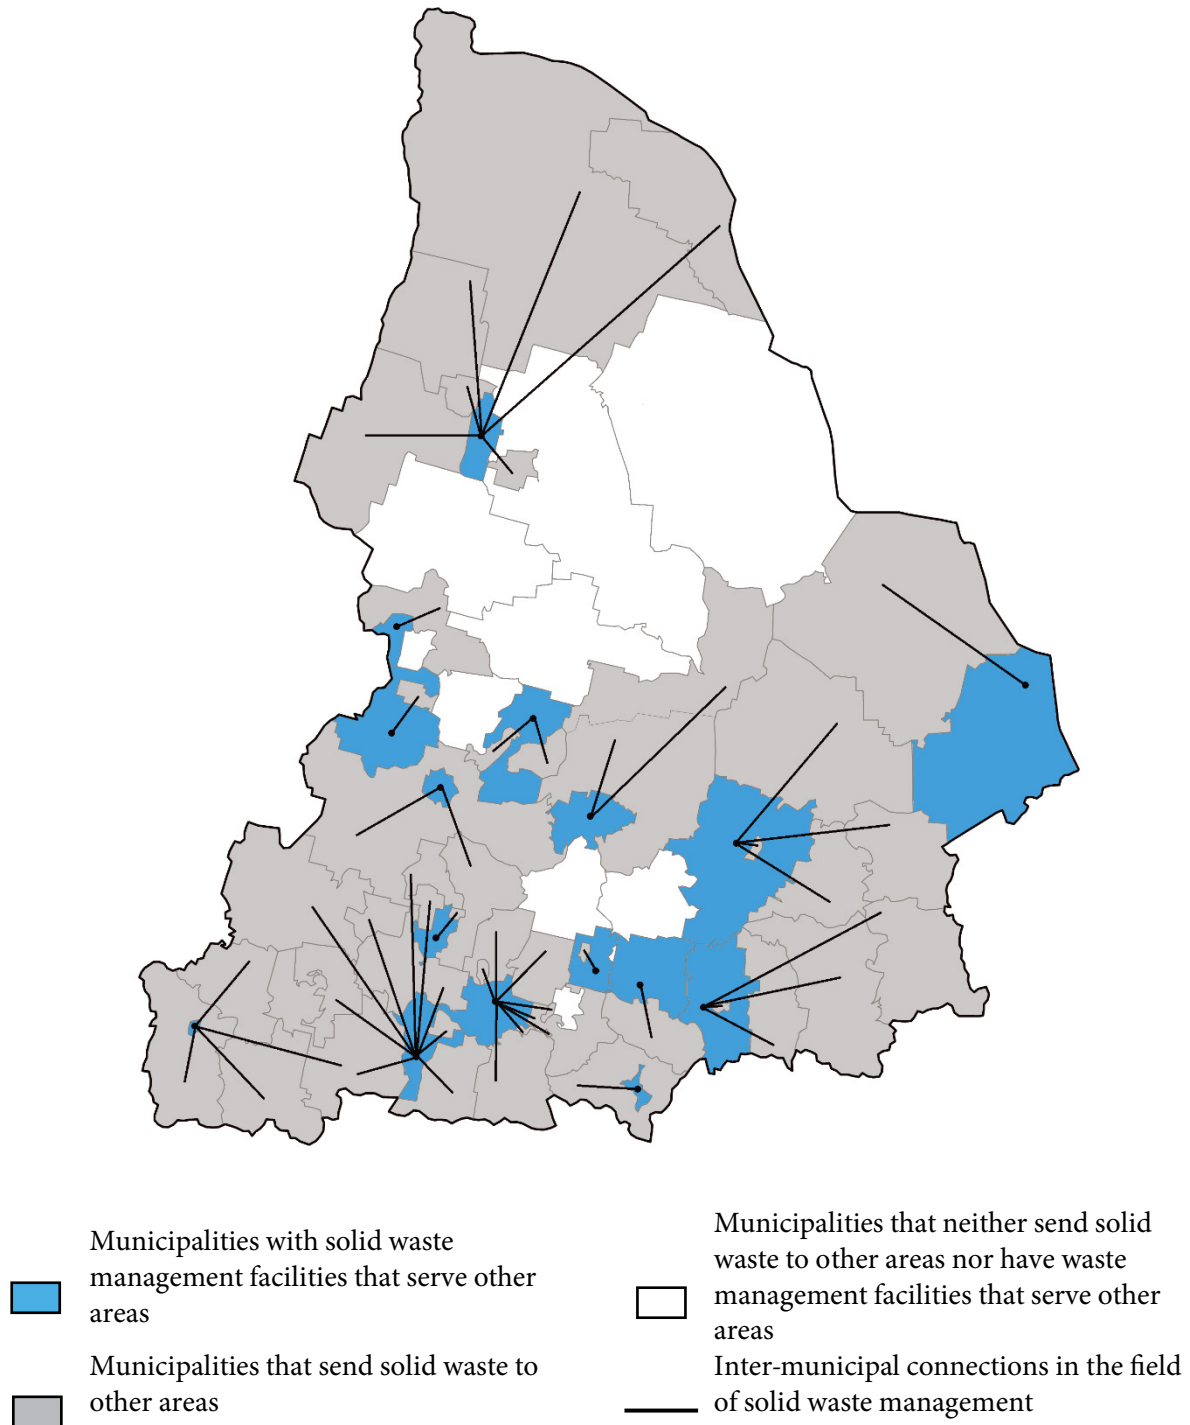 Municipalities with solid waste
management facilities that serve other
areas
Municipalities that send solid waste to
other areas
Municipalities that neither send solid
waste to other areas nor have waste
management facilities that serve other
areas
Inter-municipal connections in the field
of solid waste management